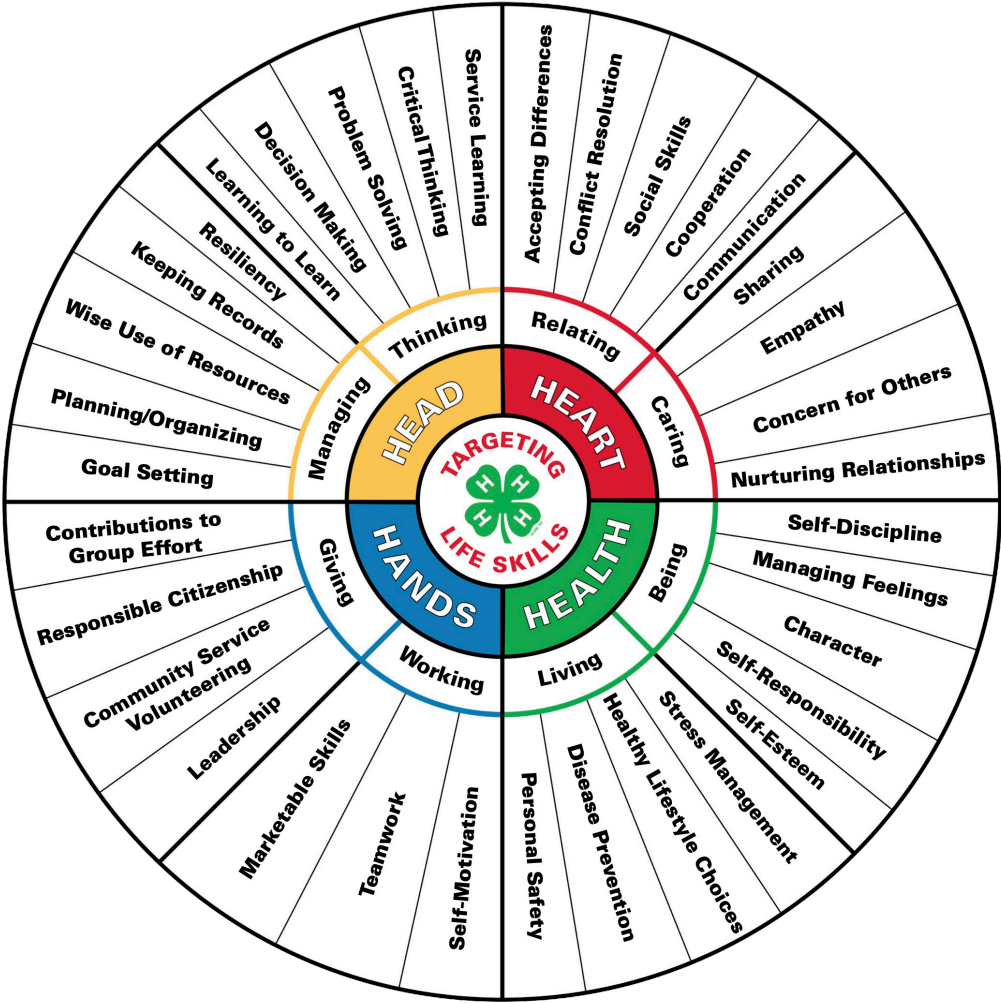 TARGETING
LIFE SKILLS
H H
H H
HEAD
HEART
HEALTH
HANDS
Thinking
Service Learning
Critical Thinking
Problem Solving
Decision Making
Learning to Learn
Managing
Resiliency
Keeping Records
Wise Use of Resources
Planning/Organizing
Goal Setting
Relating
Accepting Differences
Conflict Resolution
Social Skills
Cooperation
Communication
Caring
Sharing
Empathy
Concern for Others
Nurturing Relationships
Being
Self-Discipline
Managing Feelings
Character
Self-Responsibility
Self-Esteem
Living
Stress Management
Healthy Lifestyle Choices
Disease Prevention
Personal Safety
Working
Self-Motivation
Teamwork
Marketable Skills
Giving
Leadership
Community Service
Volunteering
Responsible Citizenship
Contributions to
Group Effort